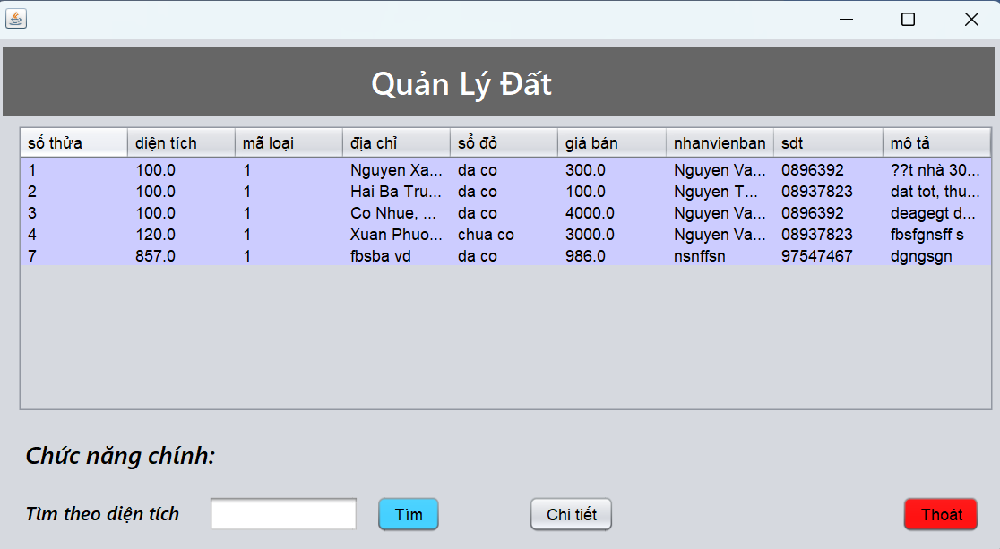 Quản Lý Đất
số thửa diện tích mã loại địa chỉ sổ đỏ giá bán nhanvienban sdt mô tả
1 100.0 1 Nguyen Xa... da co 300.0 Nguyen Va... 0896392 ??t nhà 30...
2 100.0 1 Hai Ba Tru... da co 100.0 Nguyen T... 08937823 dat tot, thu...
3 100.0 1 Co Nhue, ... da co 4000.0 Nguyen Va... 0896392 deagegt d...
4 120.0 1 Xuan Phuo... chua co 3000.0 Nguyen Va... 08937823 fbsfgnsff s
7 857.0 1 fbsba vd da co 986.0 nsnffsn 97547467 dgngsgn
Chức năng chính:
Tìm theo diện tích Tìm Chi tiết Thoát